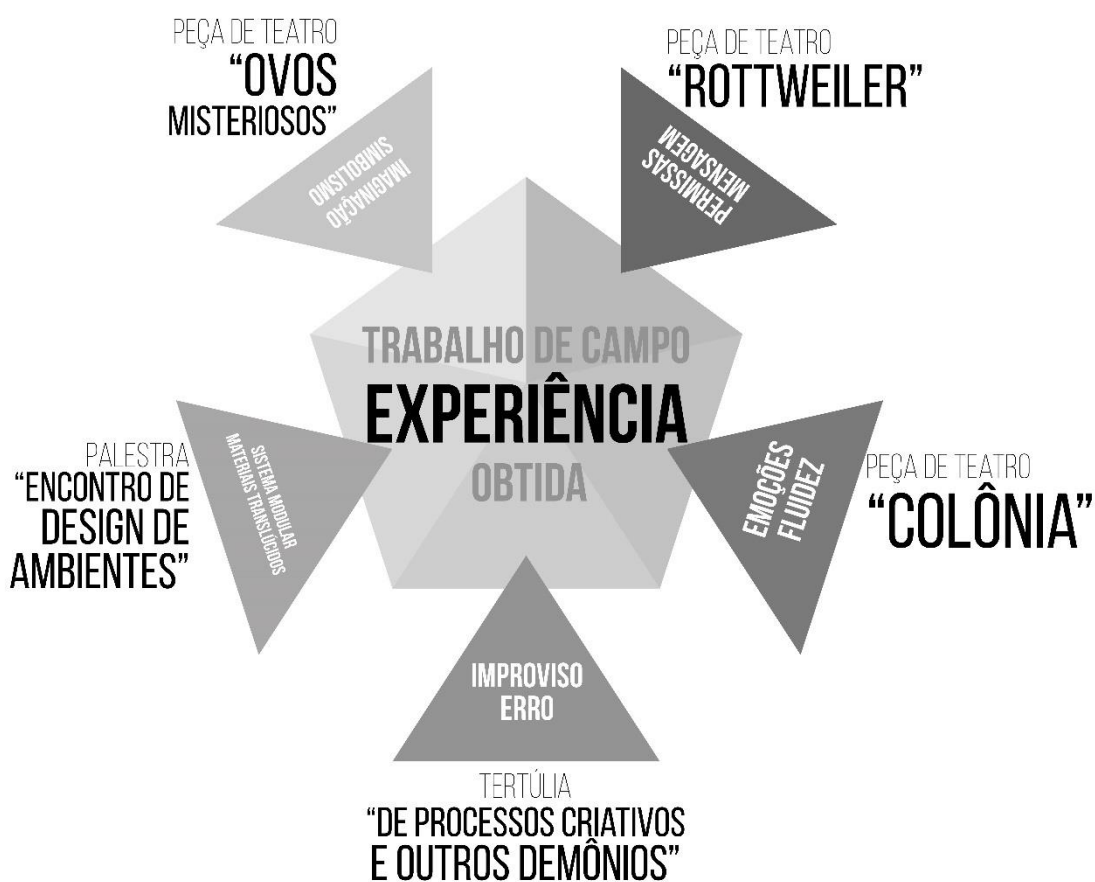 PEÇA DE TEATRO
“OVOS
MISTERIOSOS”
IMAGINAÇÃO
SIMBOLISMO
PEÇA DE TEATRO
“ROTTWEILER”
PERMISSAS
MENSAGEM
TRABALHO DE CAMPO
EXPERIÊNCIA
OBTIDA
PALESTRA
“ENCONTRO DE
DESIGN DE
AMBIENTES”
SISTEMA MODULAR
MATERIAIS TRANSLÚCIDOS
EMOÇÕES
FLUIDEZ
PEÇA DE TEATRO
“COLÔNIA”
IMPROVISO
ERRO
TERTÚLIA
“DE PROCESSOS CRIATIVOS
E OUTROS DEMÔNIOS”